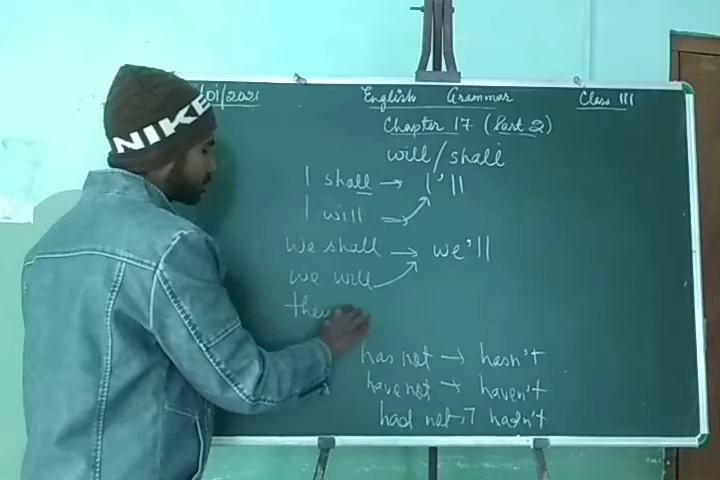 /01/2021 English Grammar Class III
Chapter 17 (Part 2)
will/shall
I shall → I'll
I will →
We shall → we'll
we will
they
has not → hasn't
have not → haven't
had not → hadn't
NIKE